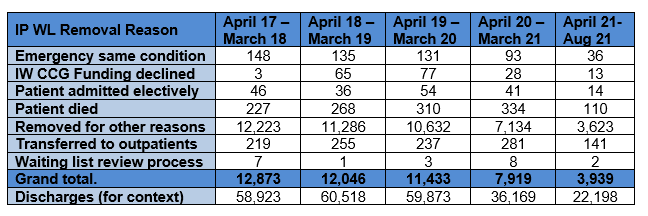 IP WL Removal Reason April 17 – March 18 April 18 – March 19 April 19 – March 20 April 20 – March 21 April 21- Aug 21
Emergency same condition 148 135 131 93 36
IW CCG Funding declined 3 65 77 28 13
Patient admitted electively 46 36 54 41 14
Patient died 227 268 310 334 110
Removed for other reasons 12,223 11,286 10,632 7,134 3,623
Transferred to outpatients 219 255 237 281 141
Waiting list review process 7 1 3 8 2
Grand total. 12,873 12,046 11,433 7,919 3,939
Discharges (for context) 58,923 60,518 59,873 36,169 22,198